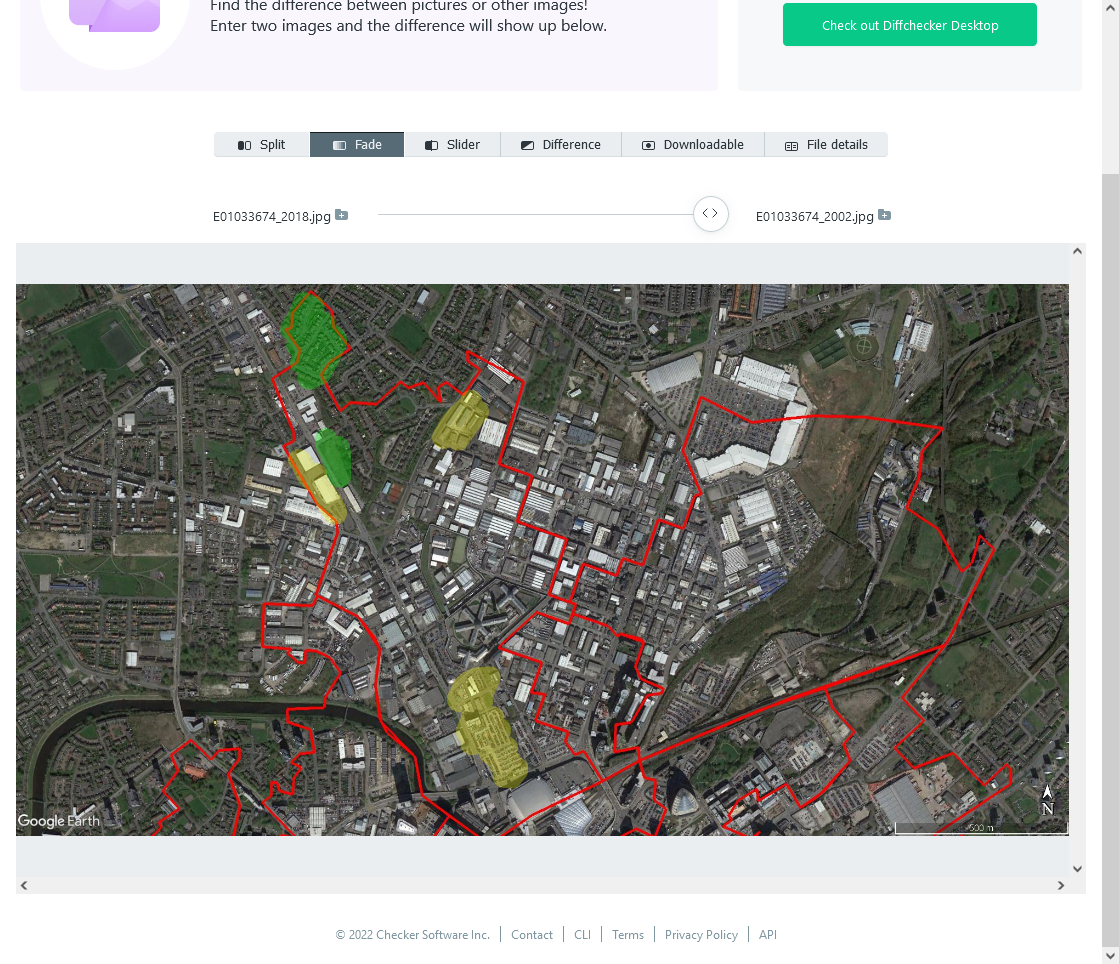 Find the difference between pictures or other images!
Enter two images and the difference will show up below.
Check out Diffchecker Desktop
Split Fade Slider Difference Downloadable File details
E01033674_2018.jpg E01033674_2002.jpg
Google Earth
N
500 m
© 2022 Checker Software Inc. Contact CLI Terms Privacy Policy API